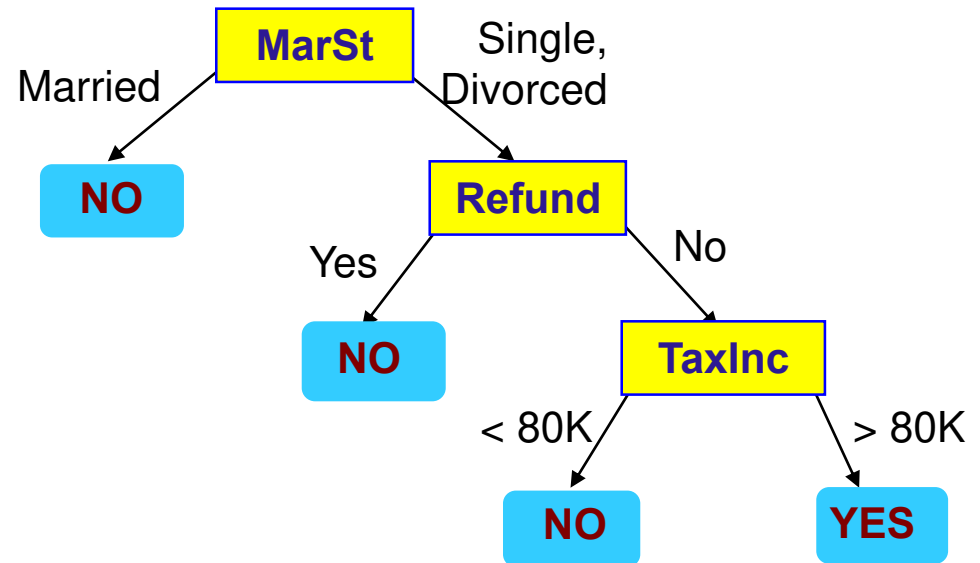 MarSt
Single,
Married
Divorced
NO
Refund
Yes
No
NO
TaxInc
< 80K
> 80K
NO
YES